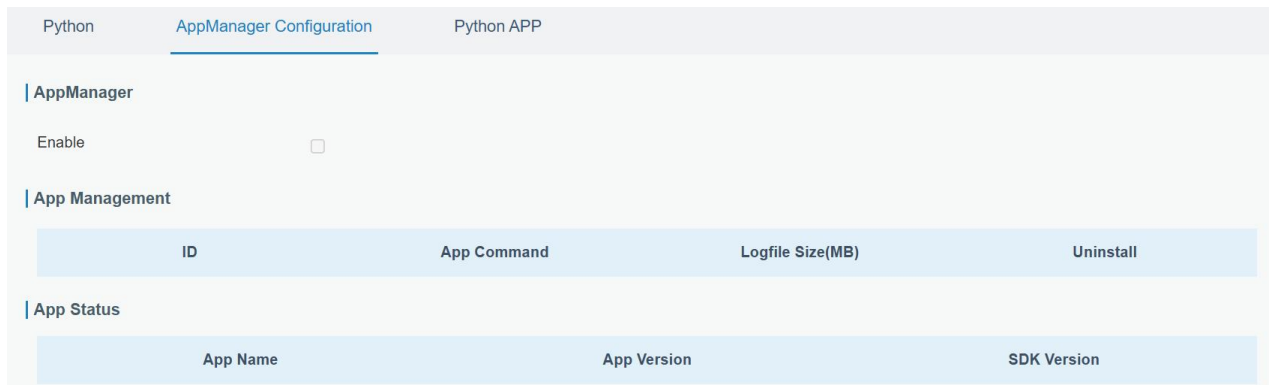 Python AppManager Configuration Python APP
AppManager
Enable
App Management
ID App Command Logfile Size(MB) Uninstall
App Status
App Name App Version SDK Version